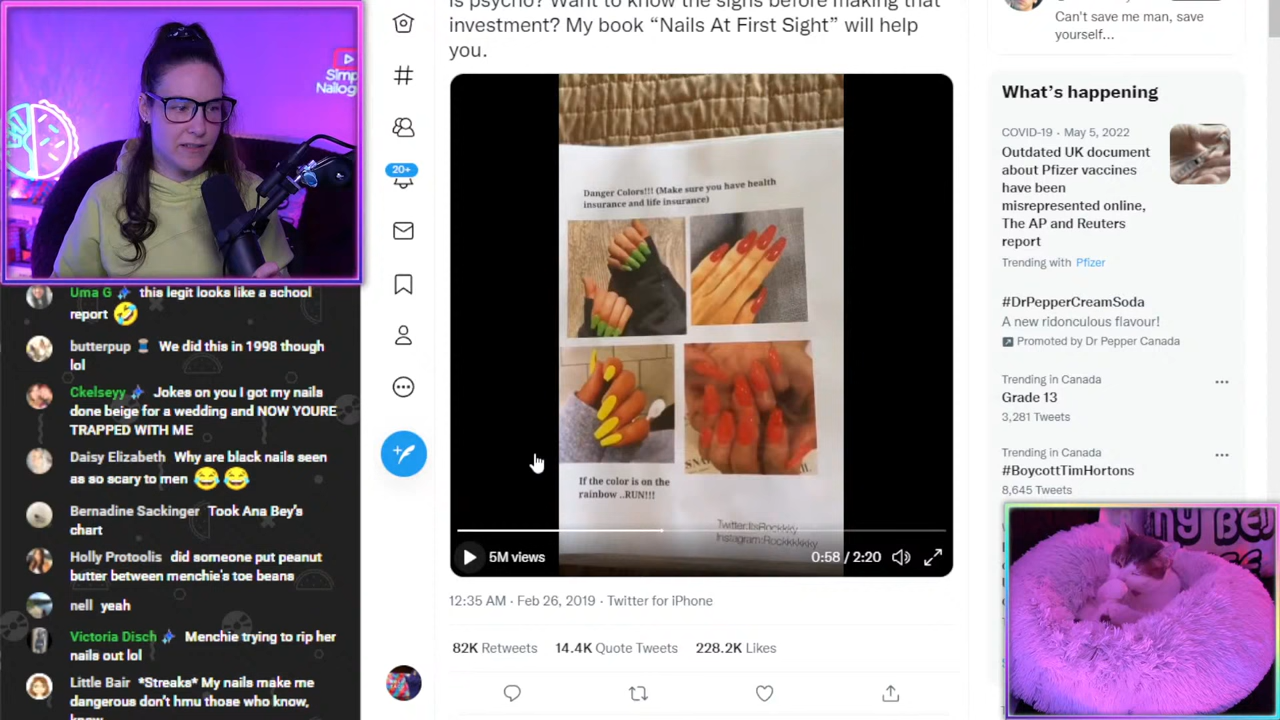 Simp
Nailog
Uma G this legit looks like a school
report
butterpup We did this in 1998 though
lol
Ckelseyy Jokes on you I got my nails
done beige for a wedding and NOW YOURE
TRAPPED WITH ME
Daisy Elizabeth Why are black nails seen
as so scary to men
Bernadine Sackinger Took Ana Bey's
chart
Holly Protoolis did someone put peanut
butter between menchie's toe beans
nell yeah
Victoria Disch Menchie trying to rip her
nails out lol
Little Bair *Streaks* My nails make me
dangerous don't hmu those who know,
know
20+
is psycho? Want to know the signs before making that
investment? My book “Nails At First Sight” will help
you.
Danger Colors!!! (Make sure you have health
insurance and life insurance)
If the color is on the
rainbow ..RUN!!!
Twitter:ItsRockkky
5M views
0:58 / 2:20
12:35 AM · Feb 26, 2019 · Twitter for iPhone
82K Retweets 14.4K Quote Tweets 228.2K Likes
Can't save me man, save
yourself...
What's happening
COVID-19 · May 5, 2022
Outdated UK document
about Pfizer vaccines
have been
misrepresented online,
The AP and Reuters
report
Trending with Pfizer
#DrPepperCreamSoda
A new ridonculous flavour!
Promoted by Dr Pepper Canada
Trending in Canada
Grade 13
3,281 Tweets
Trending in Canada
#BoycottTimHortons
8,645 Tweets
MY BE